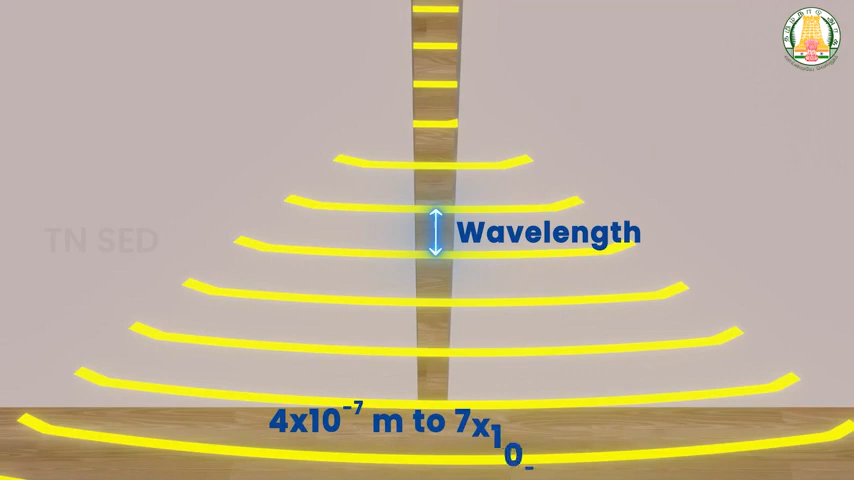 TN SED
Wavelength
4x10⁻⁷ m to 7x10-